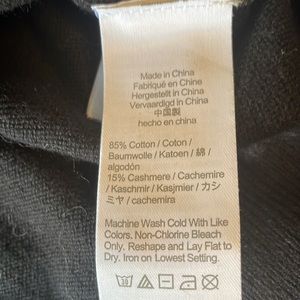 Made in China
Fabriqué en Chine
Hergestellt in China
Vervaardigd in China
中国製
hecho en china
85% Cotton / Coton /
Baumwolle / Katoen / 綿 /
algodón
15% Cashmere / Cachemire
/ Kaschmir / Kasjmier / カシ
ミヤ / cachemira
Machine Wash Cold With Like
Colors. Non-Chlorine Bleach
Only. Reshape and Lay Flat to
Dry. Iron on Lowest Setting.
30